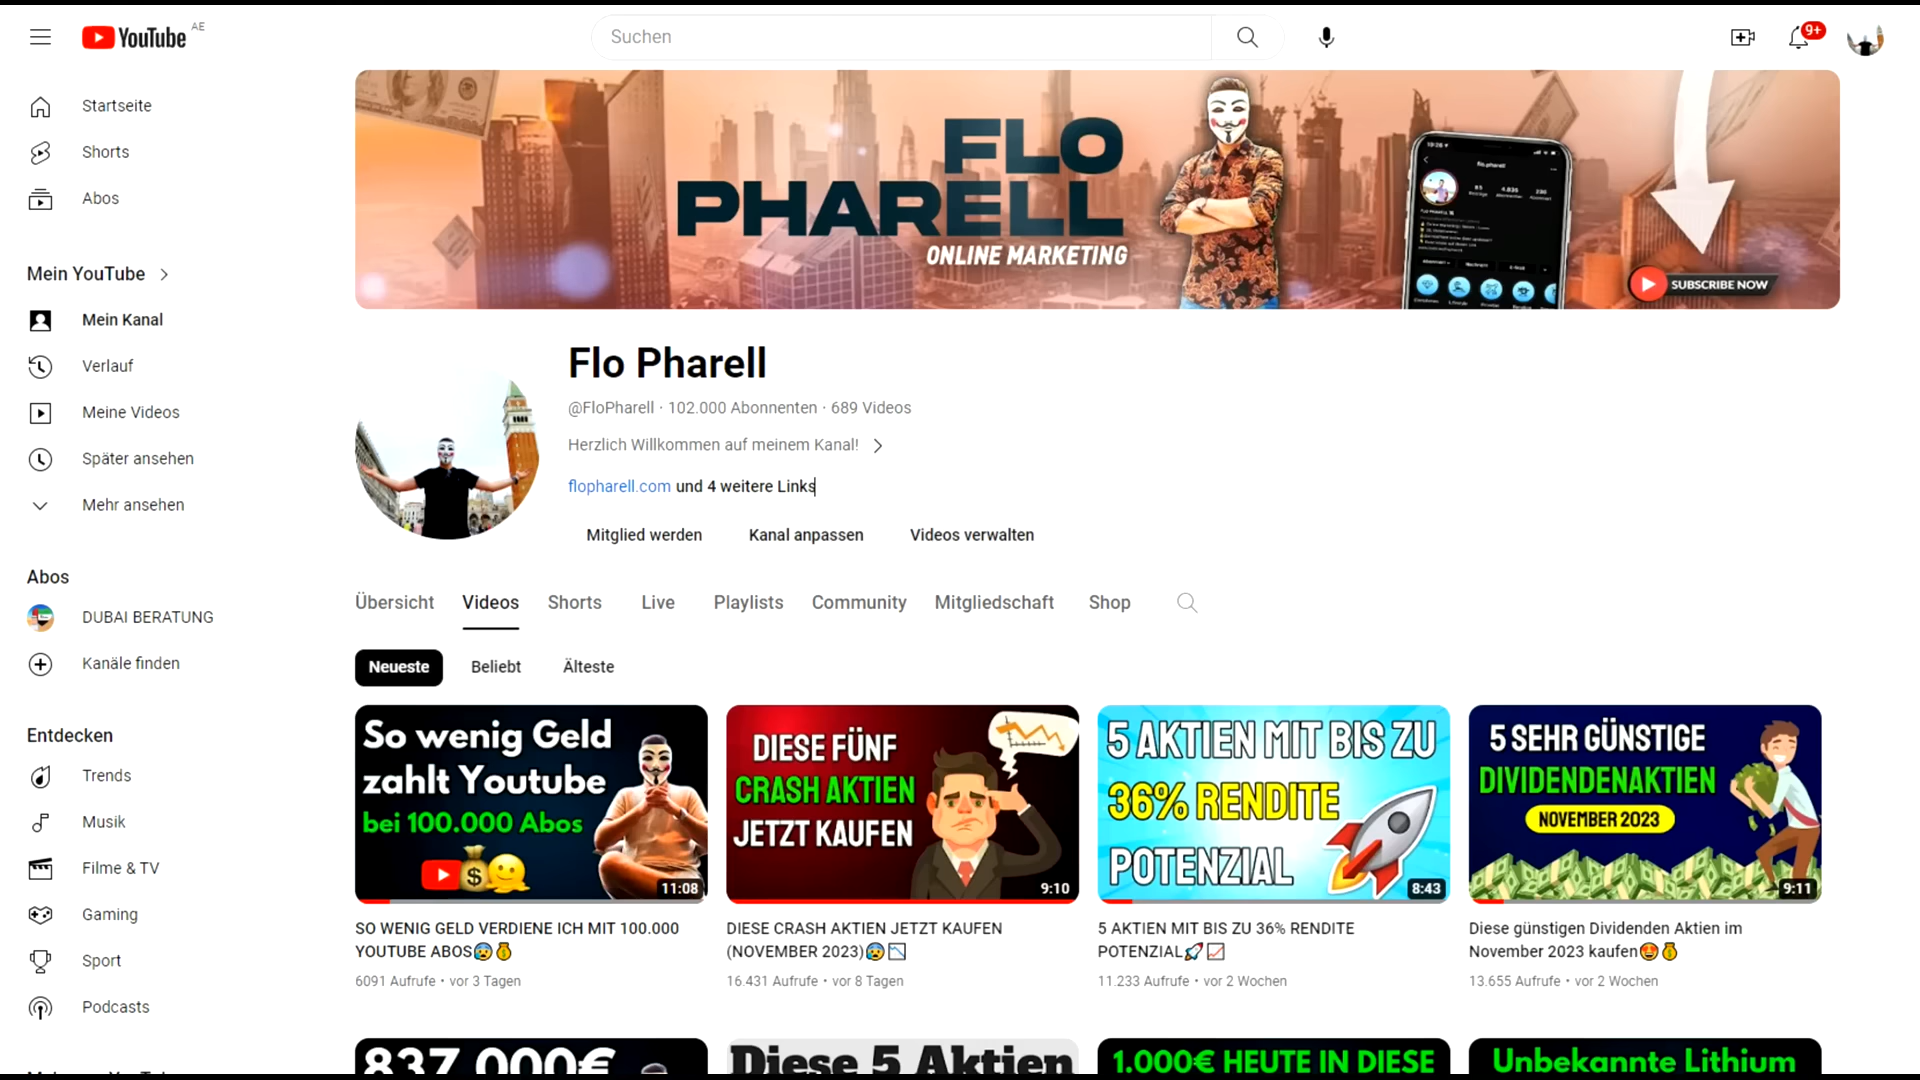 YouTube AE
Suchen
9+
Startseite
Shorts
Abos
Mein YouTube
Mein Kanal
Verlauf
Meine Videos
Später ansehen
Mehr ansehen
Abos
DUBAI BERATUNG
Kanäle finden
Entdecken
Trends
Musik
Filme & TV
Gaming
Sport
Podcasts
FLO
PHARELL
ONLINE MARKETING
flo.pharell
SUBSCRIBE NOW
Flo Pharell
@FloPharell · 102.000 Abonnenten · 689 Videos
Herzlich Willkommen auf meinem Kanal!
flopharell.com und 4 weitere Links
Mitglied werden Kanal anpassen Videos verwalten
Übersicht Videos Shorts Live Playlists Community Mitgliedschaft Shop
Neueste Beliebt Älteste
So wenig Geld
zahlt Youtube
bei 100.000 Abos
11:08
SO WENIG GELD VERDIENE ICH MIT 100.000
YOUTUBE ABOS😰💰
6091 Aufrufe • vor 3 Tagen
DIESE FÜNF
CRASH AKTIEN
JETZT KAUFEN
9:10
DIESE CRASH AKTIEN JETZT KAUFEN
(NOVEMBER 2023)😰📉
16.431 Aufrufe • vor 8 Tagen
5 AKTIEN MIT BIS ZU
36% RENDITE
POTENZIAL
8:43
5 AKTIEN MIT BIS ZU 36% RENDITE
POTENZIAL🚀📈
11.233 Aufrufe • vor 2 Wochen
5 SEHR GÜNSTIGE
DIVIDENDENAKTIEN
NOVEMBER 2023
9:11
Diese günstigen Dividenden Aktien im
November 2023 kaufen🤩💰
13.655 Aufrufe • vor 2 Wochen
837.000€
Diese 5 Aktien
1.000€ HEUTE IN DIESE
Unbekannte Lithium